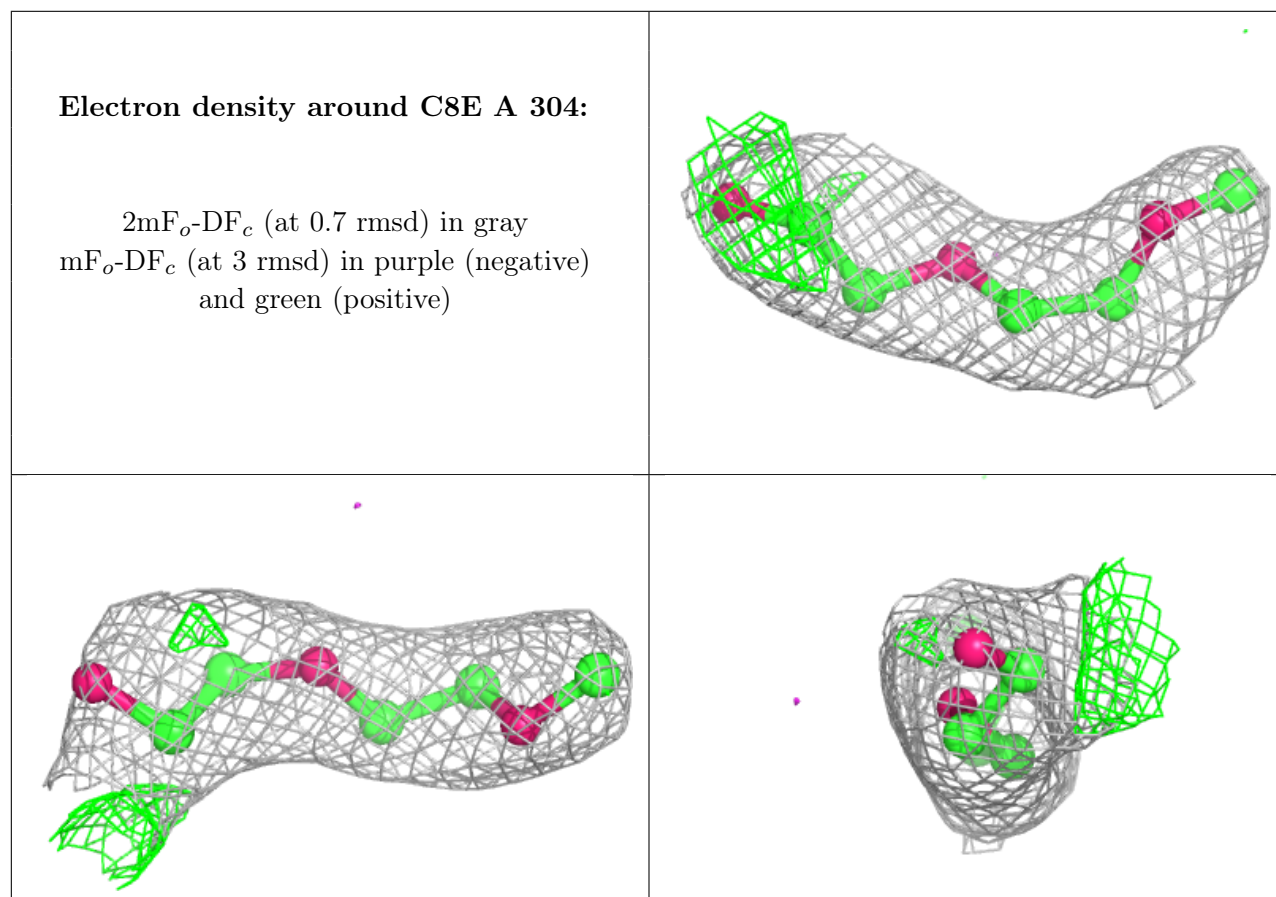 Electron density around C8E A 304:
2mFₒ-DF𝒸 (at 0.7 rmsd) in gray
mFₒ-DF𝒸 (at 3 rmsd) in purple (negative)
and green (positive)